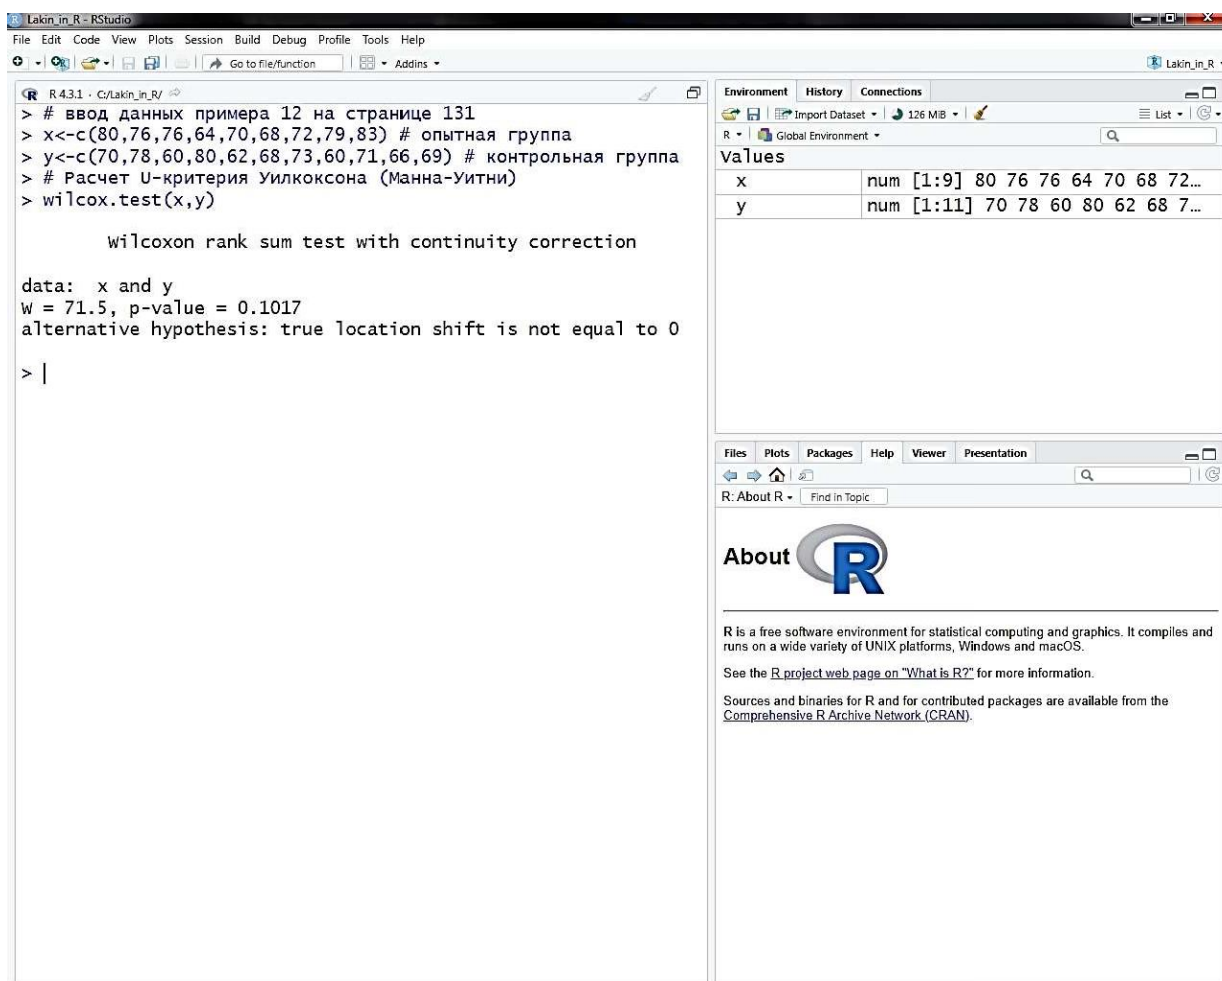 Lakin_in_R - RStudio
File Edit Code View Plots Session Build Debug Profile Tools Help
Go to file/function
Addins
Lakin_in_R
R 4.3.1 · C:/Lakin_in_R/
> # ввод данных примера 12 на странице 131
> x<-c(80,76,76,64,70,68,72,79,83) # опытная группа
> y<-c(70,78,60,80,62,68,73,60,71,66,69) # контрольная группа
> # Расчет U-критерия Уилкоксона (Манна-Уитни)
> wilcox.test(x,y)
Wilcoxon rank sum test with continuity correction
data: x and y
W = 71.5, p-value = 0.1017
alternative hypothesis: true location shift is not equal to 0
>
Environment History Connections
Import Dataset 126 MiB List
R Global Environment
Values
x num [1:9] 80 76 76 64 70 68 72…
y num [1:11] 70 78 60 80 62 68 7…
Files Plots Packages Help Viewer Presentation
R: About R Find in Topic
About R
R is a free software environment for statistical computing and graphics. It compiles and
runs on a wide variety of UNIX platforms, Windows and macOS.
See the R project web page on "What is R?" for more information.
Sources and binaries for R and for contributed packages are available from the
Comprehensive R Archive Network (CRAN).